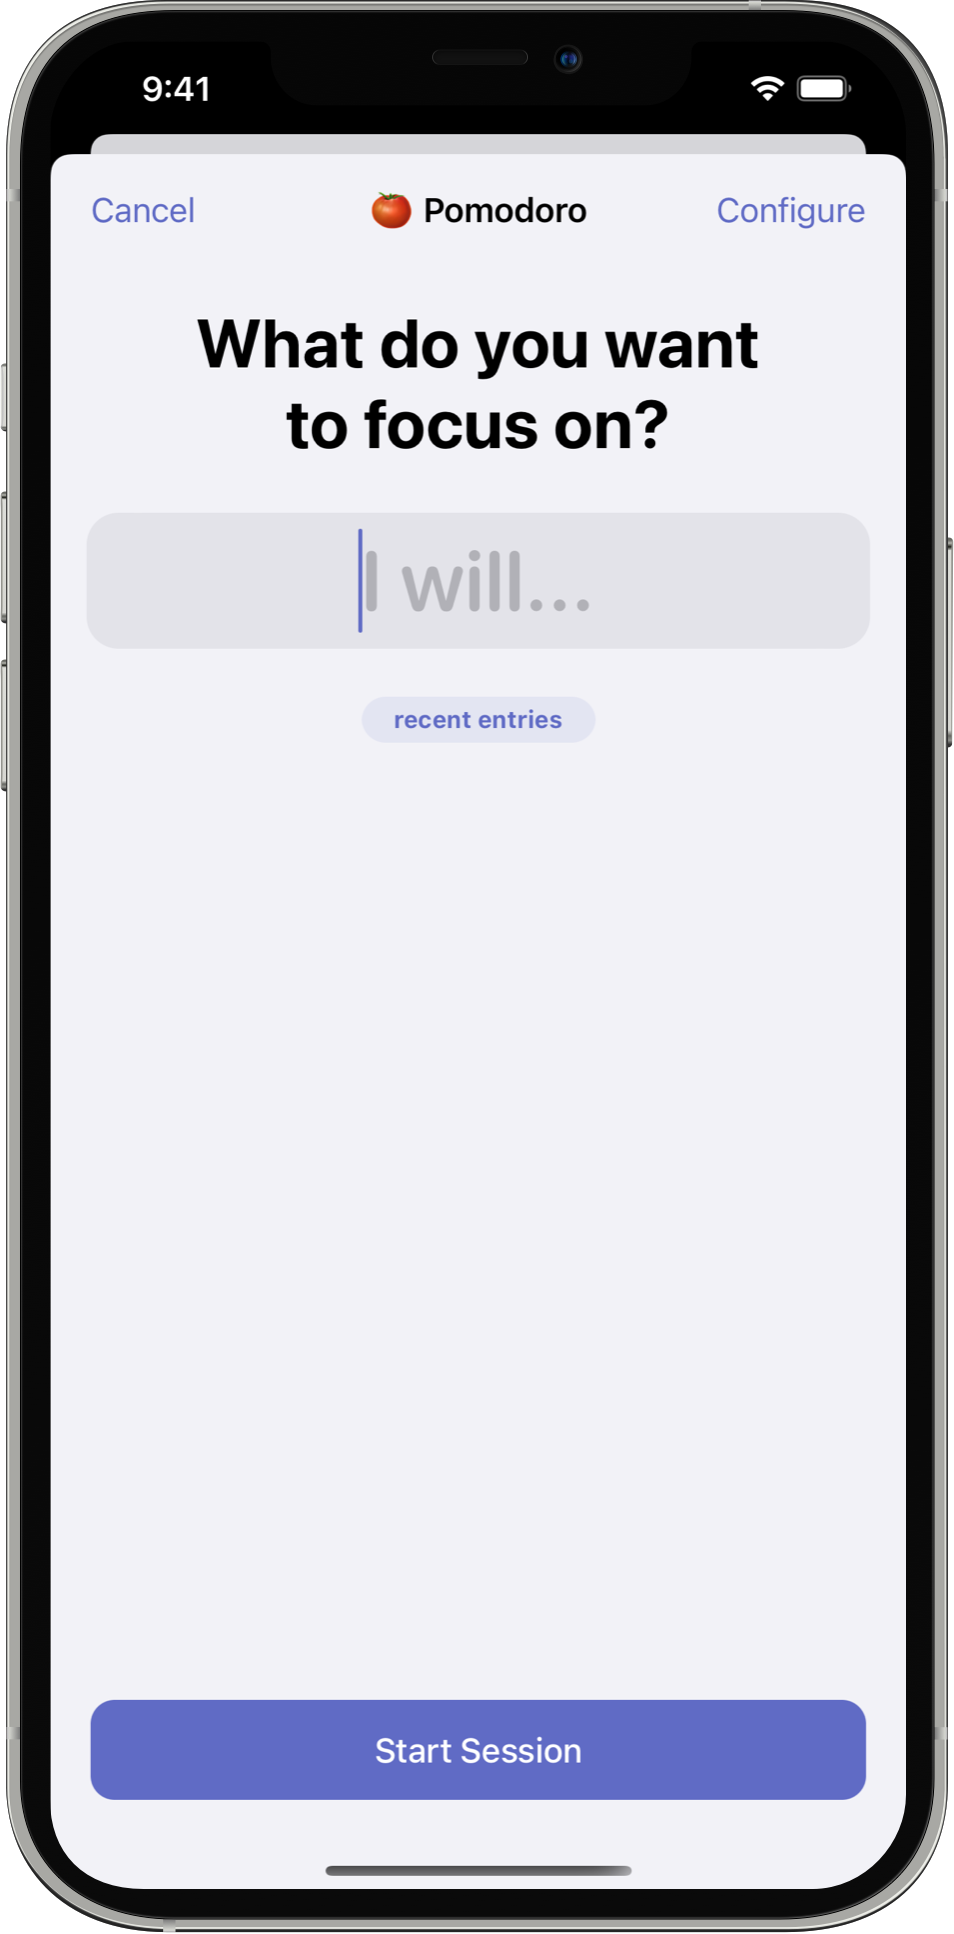 9:41
Cancel 🍅 Pomodoro Configure
What do you want
to focus on?
I will...
recent entries
Start Session